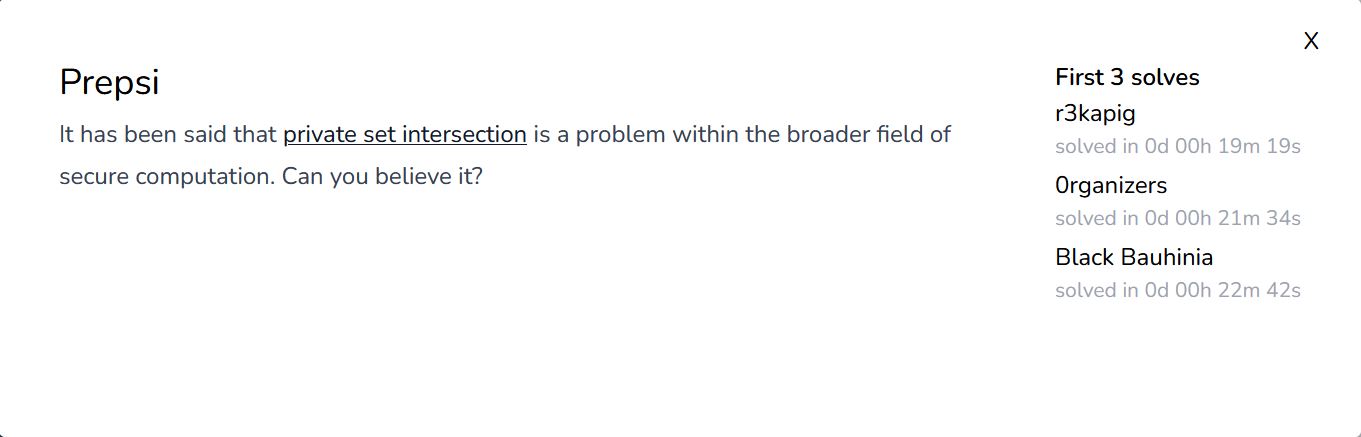 X
Prepsi
It has been said that private set intersection is a problem within the broader field of
secure computation. Can you believe it?
First 3 solves
r3kapig
solved in 0d 00h 19m 19s
0rganizers
solved in 0d 00h 21m 34s
Black Bauhinia
solved in 0d 00h 22m 42s